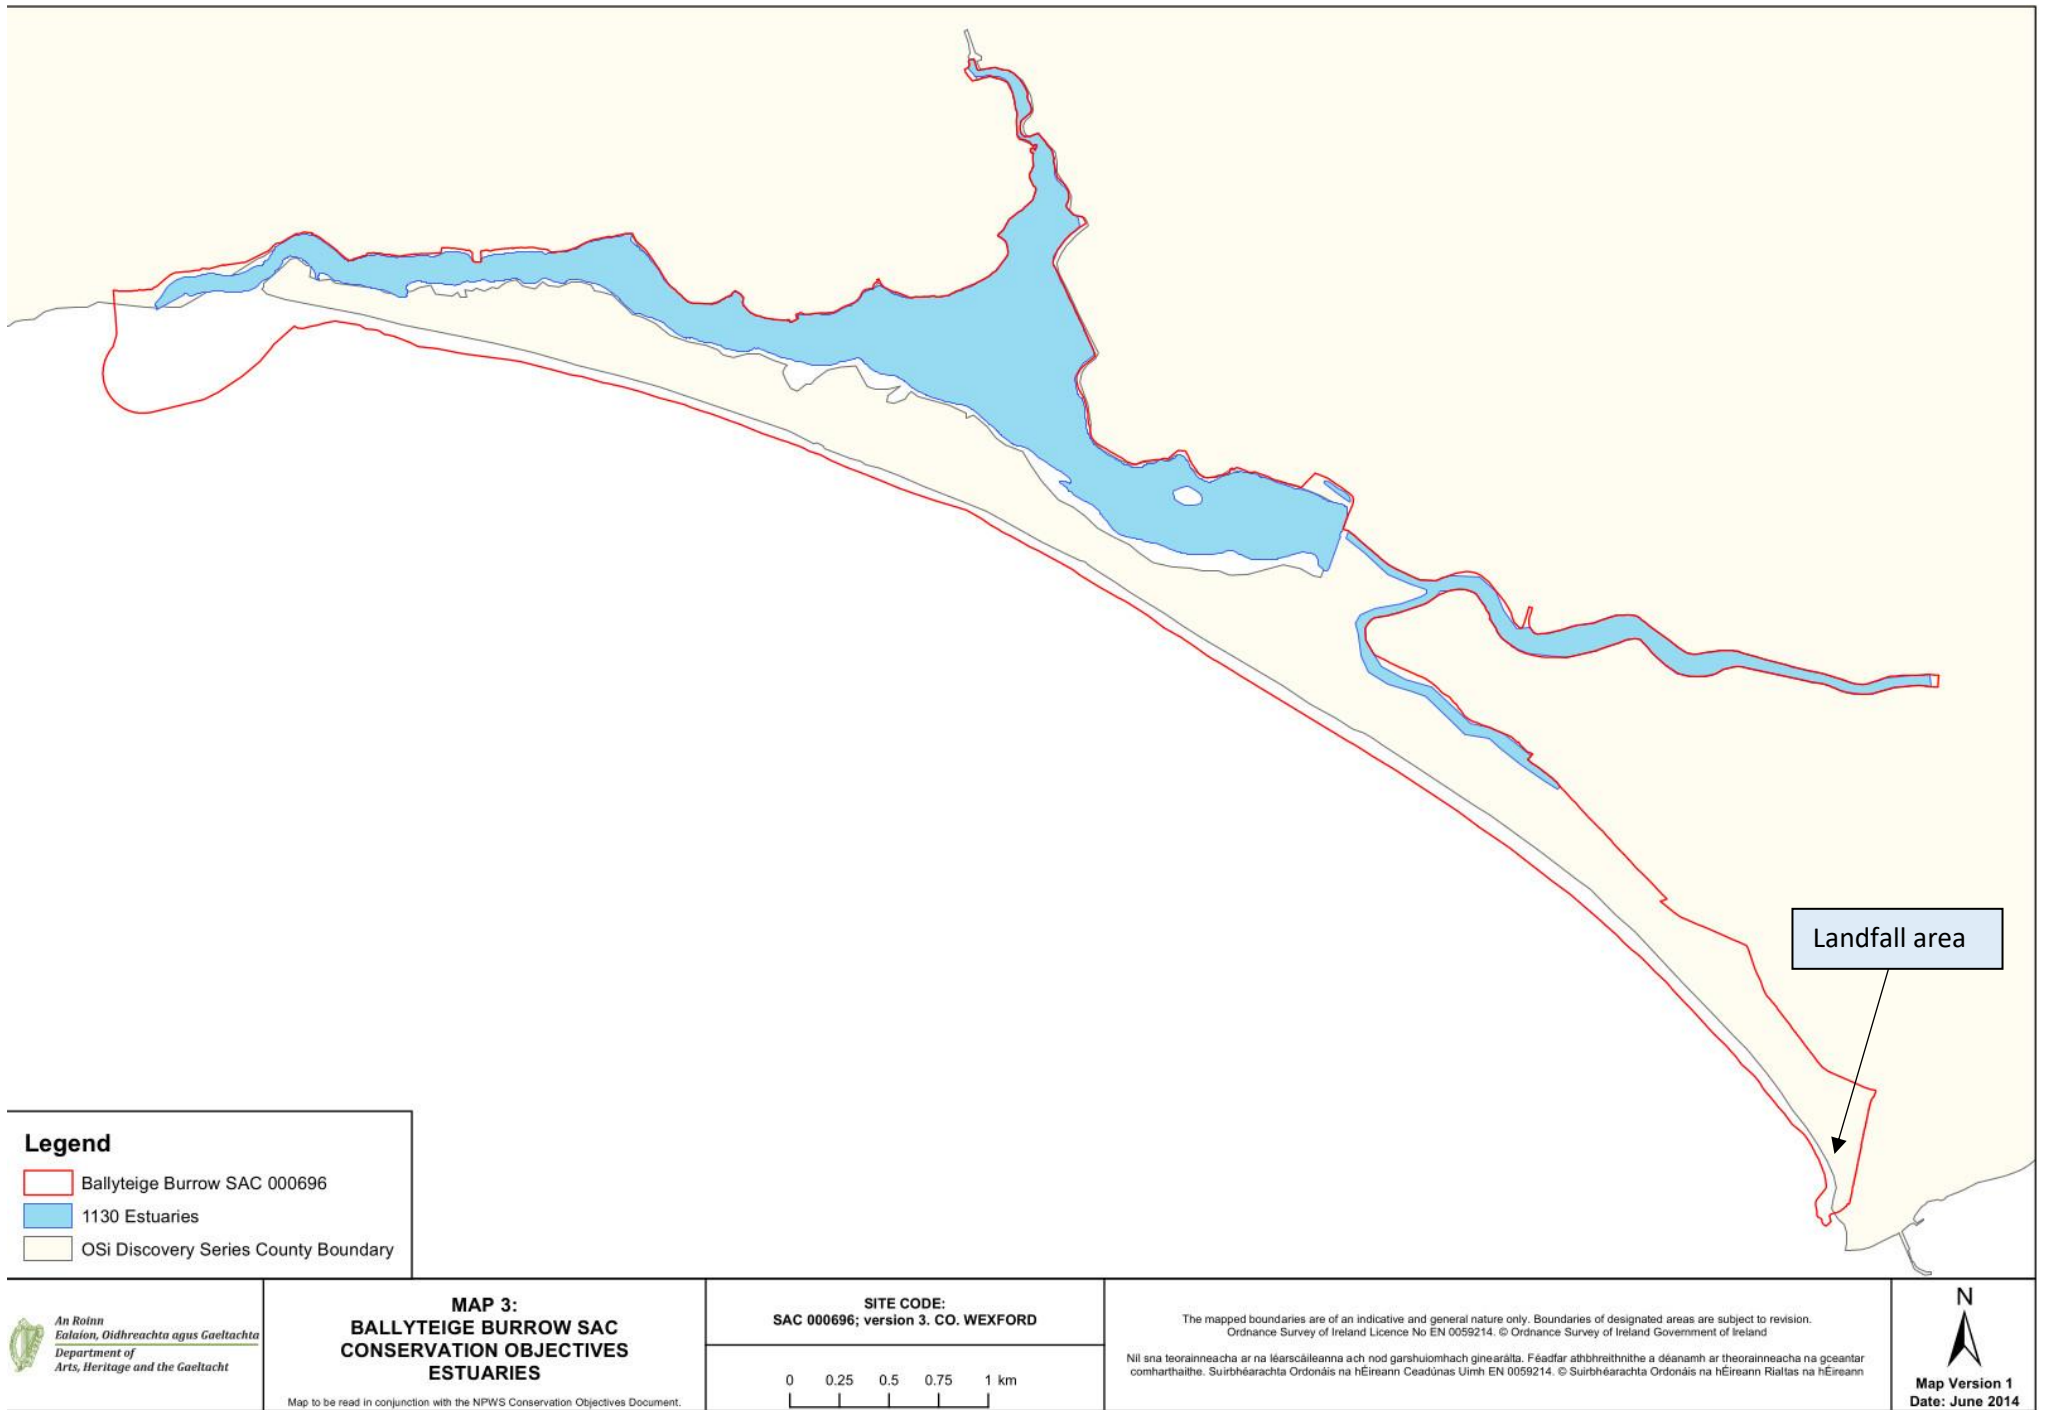 Landfall area
Legend
Ballyteige Burrow SAC 000696
1130 Estuaries
OSi Discovery Series County Boundary
An Roinn
Ealaíon, Oidhreachta agus Gaeltachta
Department of
Arts, Heritage and the Gaeltacht
MAP 3:
BALLYTEIGE BURROW SAC
CONSERVATION OBJECTIVES
ESTUARIES
Map to be read in conjunction with the NPWS Conservation Objectives Document.
SITE CODE:
SAC 000696; version 3. CO. WEXFORD
0 0.25 0.5 0.75 1 km
The mapped boundaries are of an indicative and general nature only. Boundaries of designated areas are subject to revision.
Ordnance Survey of Ireland Licence No EN 0059214. © Ordnance Survey of Ireland Government of Ireland
Níl sna teorainneacha ar na léarscáileanna ach nod garshuiomhach ginearálta. Féadfar athbhreithnithe a déanamh ar theorainneacha na gceantar
comharthaithe. Suirbhéarachta Ordonáis na hÉireann Ceadúnas Uimh EN 0059214. © Suirbhéarachta Ordonáis na hÉireann Rialtas na hÉireann
N
Map Version 1
Date: June 2014